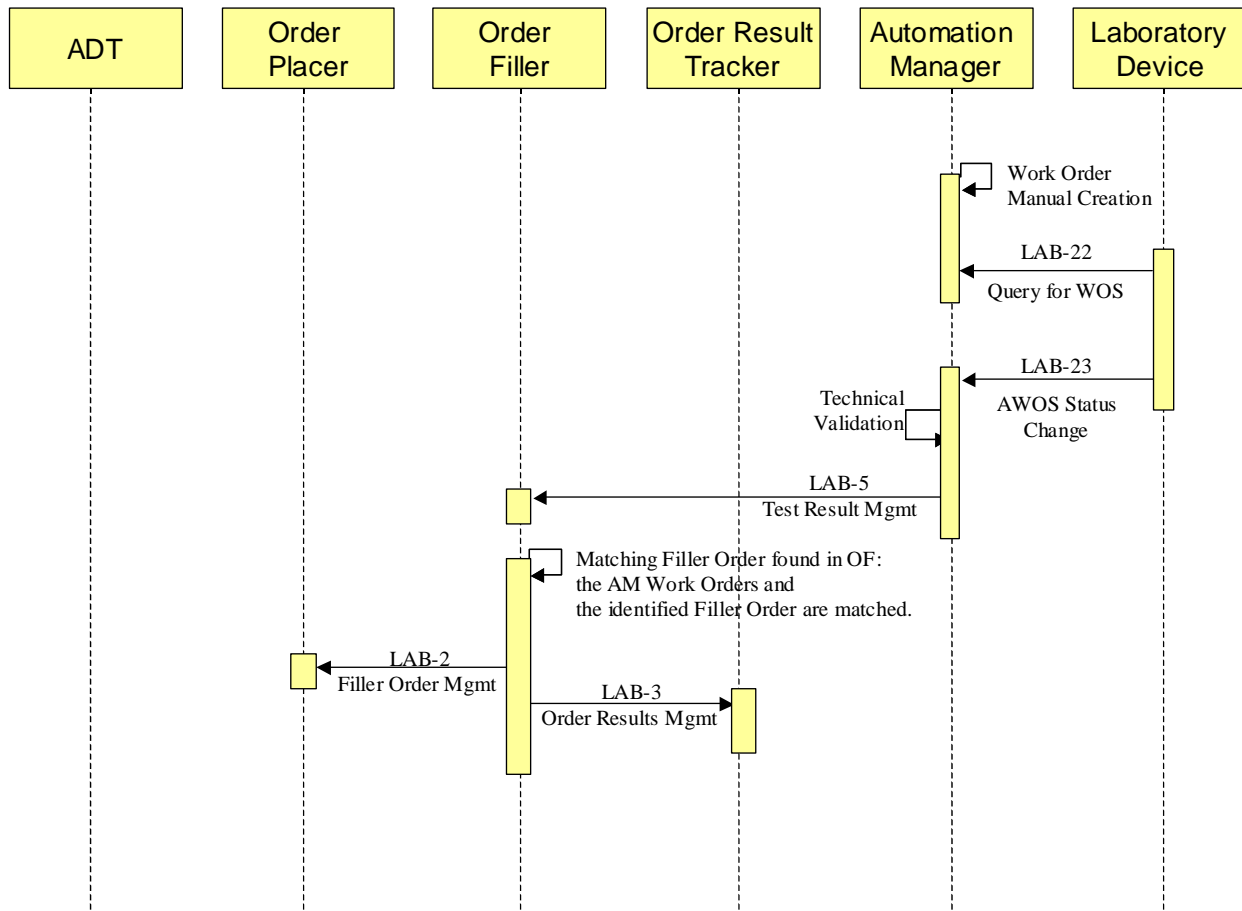 ADT
Order
Placer
Order
Filler
Order Result
Tracker
Automation
Manager
Laboratory
Device
Work Order
Manual Creation
LAB-22
Query for WOS
LAB-23
AWOS Status
Change
Technical
Validation
LAB-5
Test Result Mgmt
Matching Filler Order found in OF:
the AM Work Orders and
the identified Filler Order are matched.
LAB-2
Filler Order Mgmt
LAB-3
Order Results Mgmt